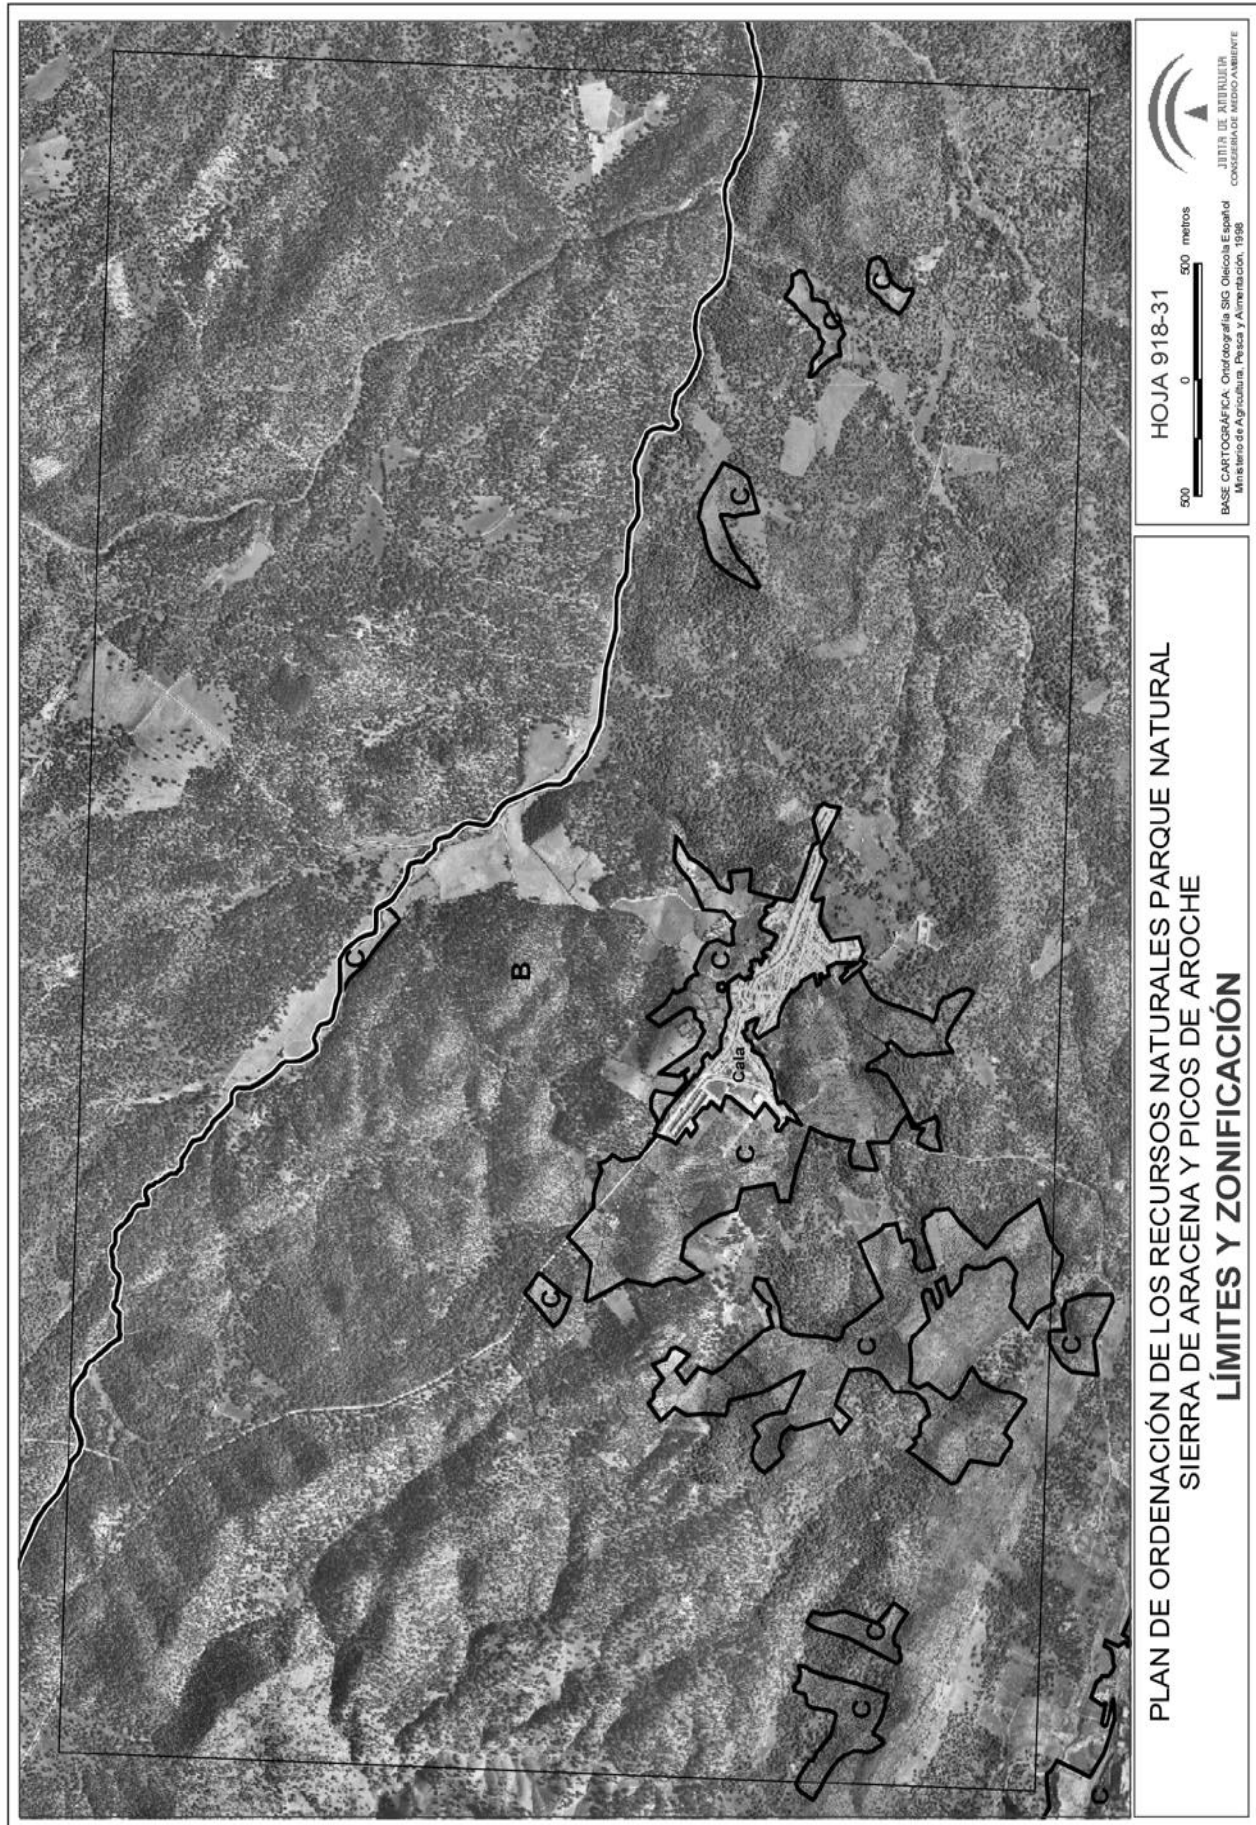 C
C
C
C
B
C
Cala
C
C
C
C
C
C
C
PLAN DE ORDENACIÓN DE LOS RECURSOS NATURALES PARQUE NATURAL
SIERRA DE ARACENA Y PICOS DE AROCHE
LÍMITES Y ZONIFICACIÓN
HOJA 918-31
500 0 500 metros
BASE CARTOGRÁFICA: Ortofotografía SIG Oleícola Español
Ministerio de Agricultura, Pesca y Alimentación, 1998
JUNTA DE ANDALUCIA
CONSEJERÍA DE MEDIO AMBIENTE